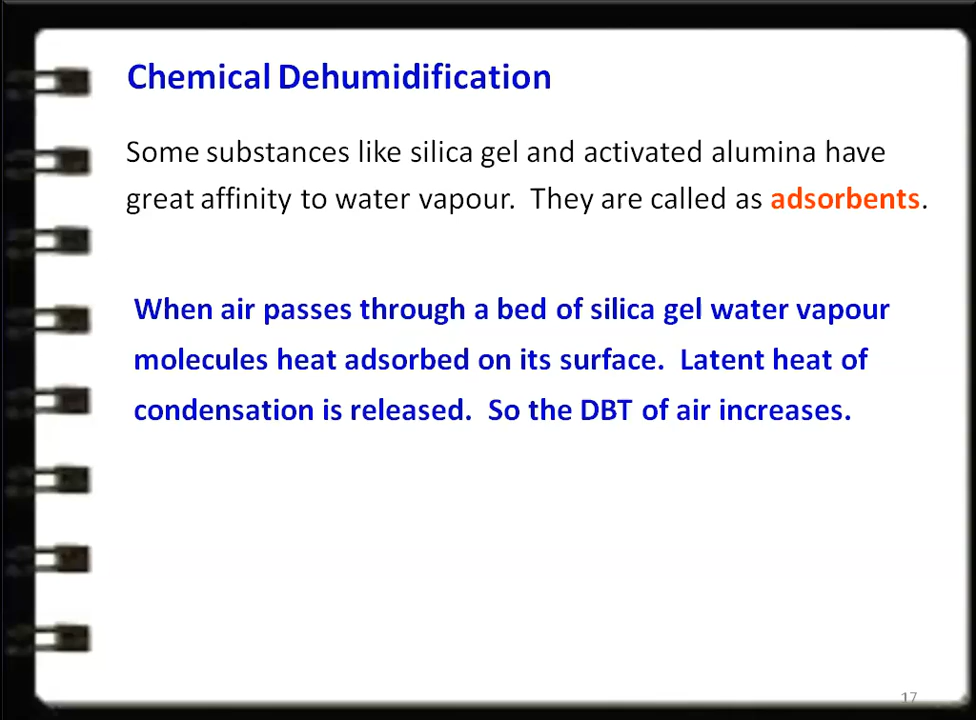 Chemical Dehumidification
Some substances like silica gel and activated alumina have
great affinity to water vapour. They are called as adsorbents.
When air passes through a bed of silica gel water vapour
molecules heat adsorbed on its surface. Latent heat of
condensation is released. So the DBT of air increases.
17